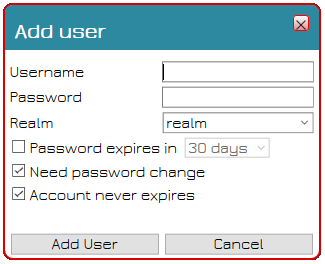 Add user
Username
Password
Realm realm
Password expires in 30 days
Need password change
Account never expires
Add User Cancel